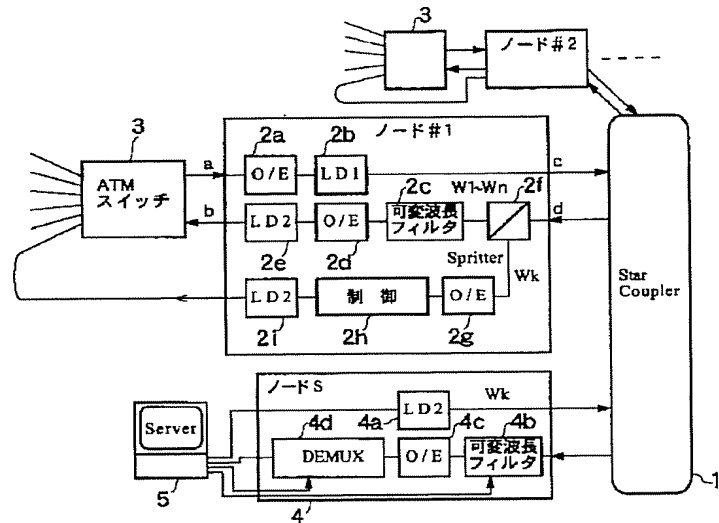 3
ノード#2
3
ATM
スイッチ
a
b
ノード#1
2a
2b
O/E
LD1
c
2c
W1~Wn
2f
LD2
O/E
可変波長
フィルタ
d
2e
2d
Spritter
Wk
LD2
制御
O/E
2i
2h
2g
Star
Coupler
ノードS
LD2
Wk
4a
4d
4c
4b
Server
DEMUX
O/E
可変波長
フィルタ
5
4
1